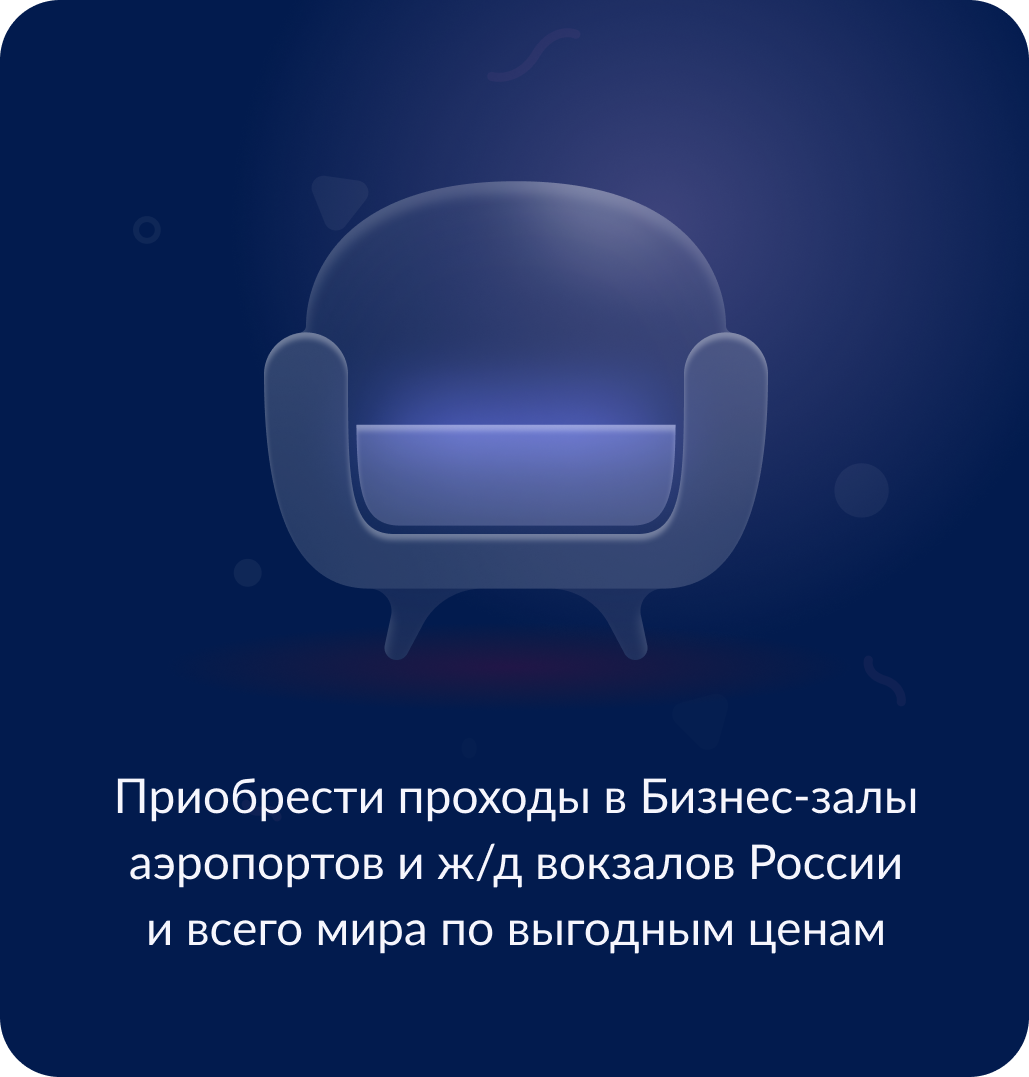 Приобрести проходы в Бизнес-залы
аэропортов и ж/д вокзалов России
и всего мира по выгодным ценам